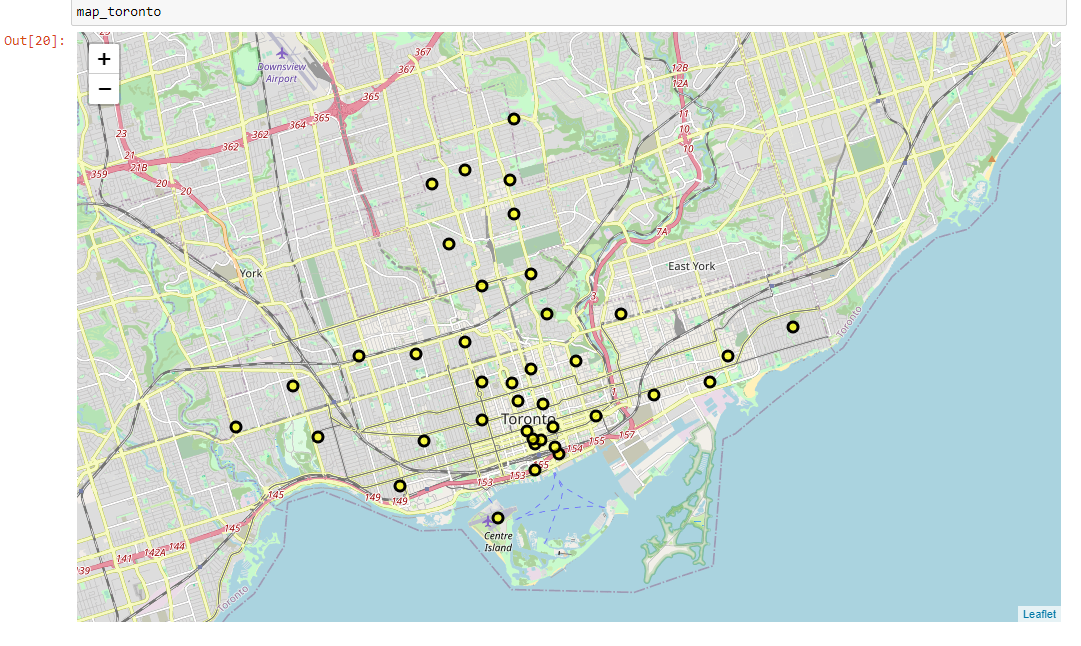 map_toronto
Out[20]:
+
−
Downsview
Airport
367
367
365
365
364
362
362
23
21
21B
20
20
359
12B
12A
11
10
10
7A
3
1
York
East York
Toronto
Toronto
157
155
154
155
153
153
149
149
145
145
144
142A
141
139
Centre
Island
Toronto
Leaflet